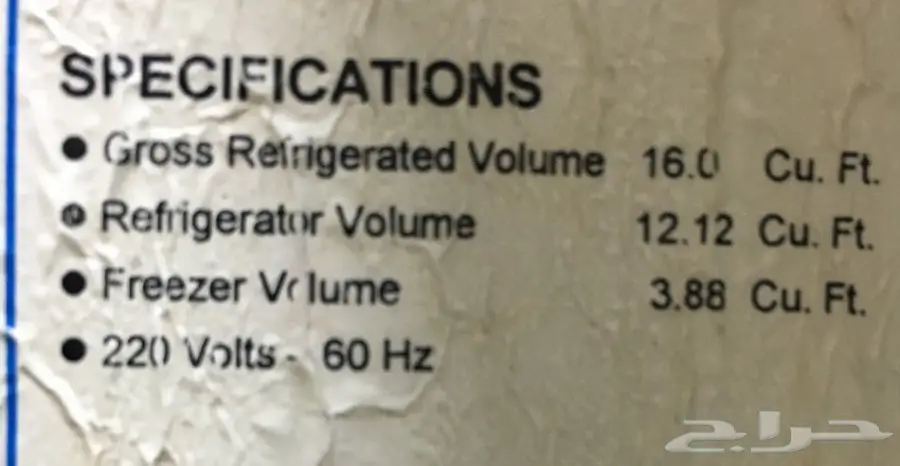 SPECIFICATIONS
● Gross Refrigerated Volume 16.0 Cu. Ft.
● Refrigerator Volume 12.12 Cu. Ft.
● Freezer Volume 3.88 Cu. Ft.
● 220 Volts - 60 Hz
حراج